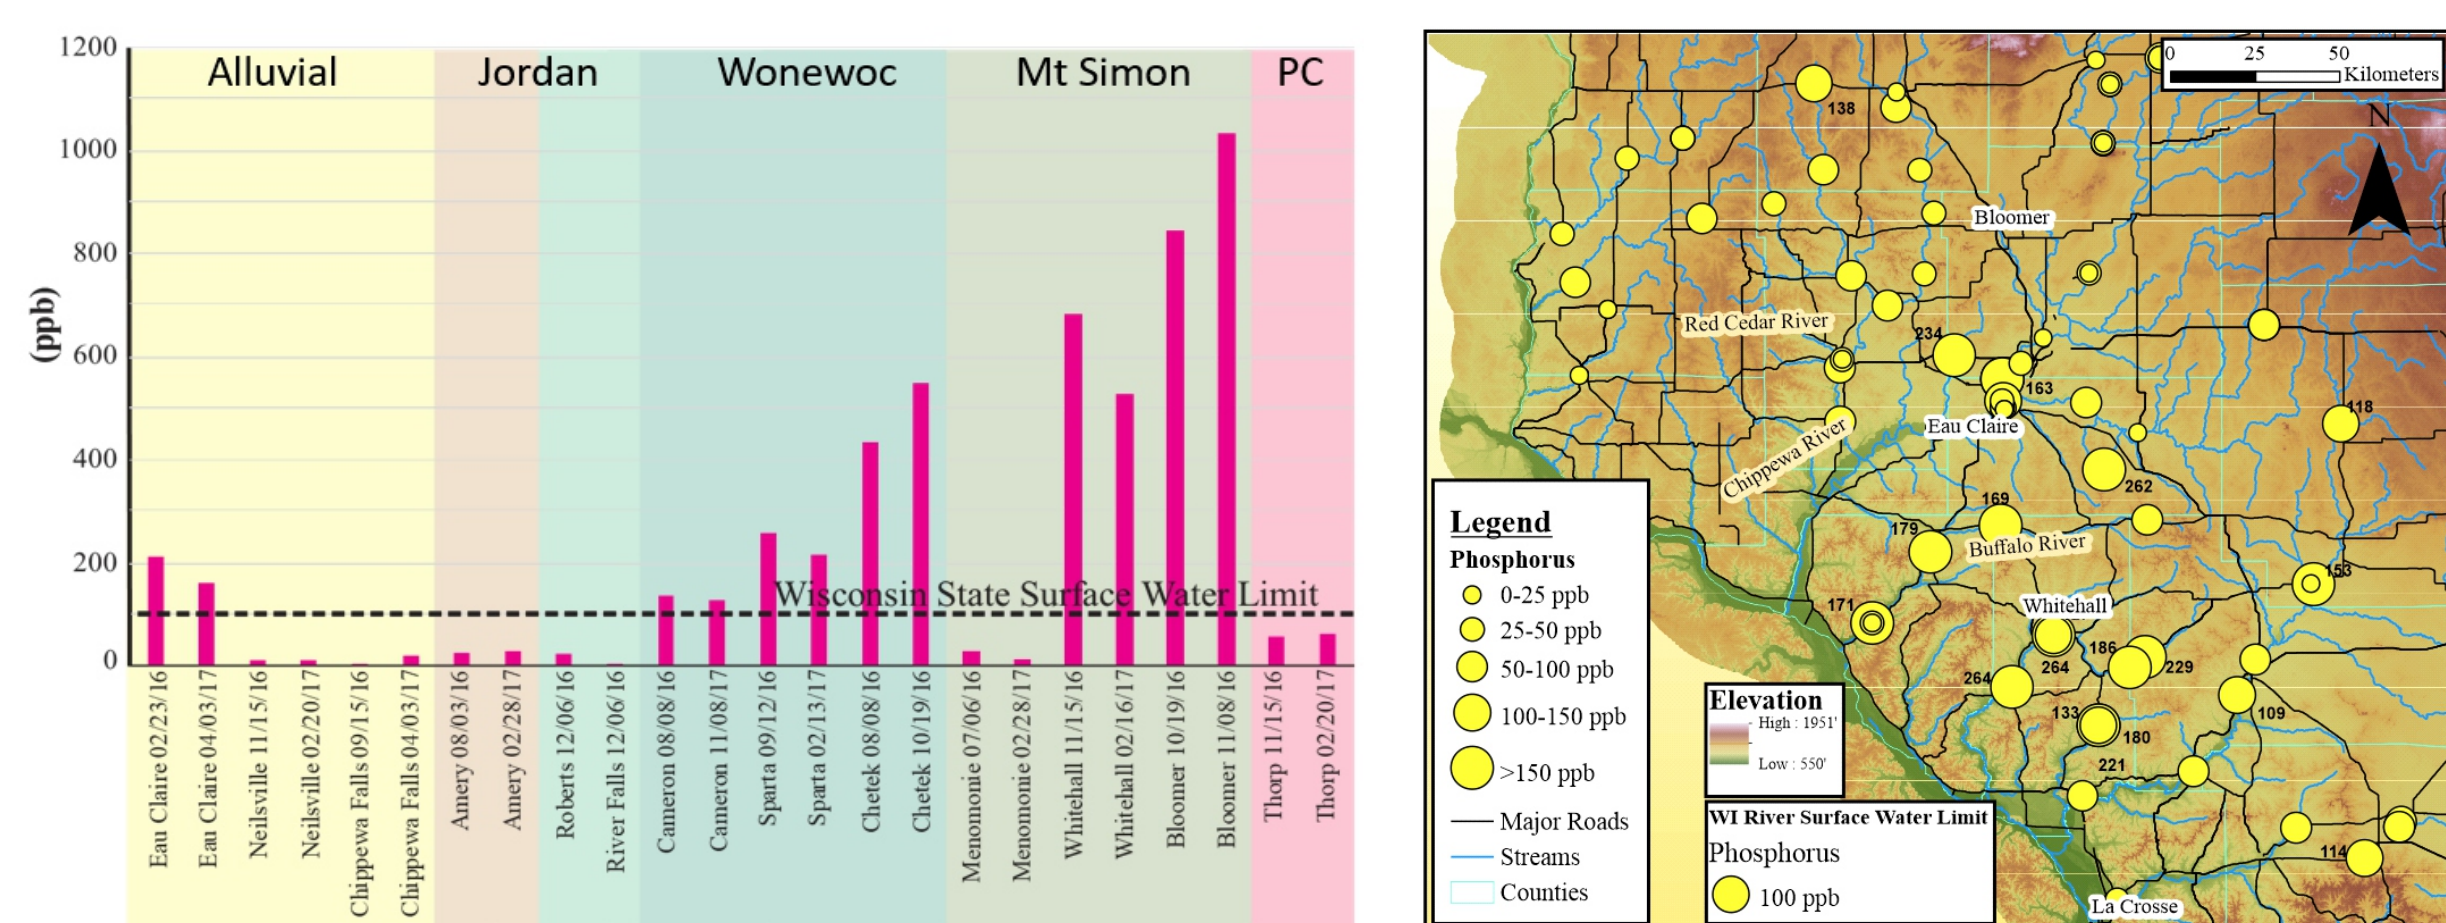 1200
1000
800
600
400
200
0
(ppb)
Alluvial
Jordan
Wonewoc
Mt Simon
PC
Wisconsin State Surface Water Limit
Eau Claire 02/23/16
Eau Claire 04/03/17
Neilsville 11/15/16
Neilsville 02/20/17
Chippewa Falls 09/15/16
Chippewa Falls 04/03/17
Amery 08/03/16
Amery 02/28/17
Roberts 12/06/16
River Falls 12/06/16
Cameron 08/08/16
Cameron 11/08/17
Sparta 09/12/16
Sparta 02/13/17
Chetek 08/08/16
Chetek 10/19/16
Menomonie 07/06/16
Menomonie 02/28/17
Whitehall 11/15/16
Whitehall 02/16/17
Bloomer 10/19/16
Bloomer 11/08/16
Thorp 11/15/16
Thorp 02/20/17
0 25 50
Kilometers
N
138
Bloomer
Red Cedar River
234
163
118
Eau Claire
Chippewa River
262
169
179
Buffalo River
153
171
Whitehall
264
186
229
264
109
133
180
221
114
La Crosse
Legend
Phosphorus
0-25 ppb
25-50 ppb
50-100 ppb
100-150 ppb
>150 ppb
Major Roads
Streams
Counties
Elevation
High : 1951'
Low : 550'
WI River Surface Water Limit
Phosphorus
100 ppb